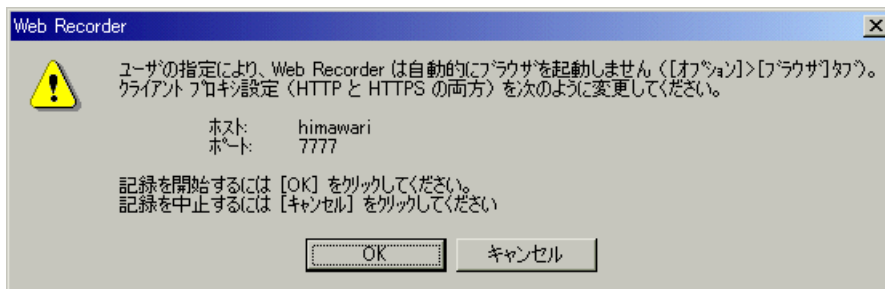 Web Recorder
ユーザの指定により、Web Recorder は自動的にﾌﾞﾗｳｻﾞを起動しません（[ｵﾌﾟｼｮﾝ]>[ﾌﾞﾗｳｻﾞ]ﾀﾌﾞ）。
ｸﾗｲｱﾝﾄ ﾌﾟﾛｷｼ設定（HTTP と HTTPS の両方）を次のように変更してください。
ﾎｽﾄ: himawari
ﾎﾟｰﾄ: 7777
記録を開始するには [OK] をｸﾘｯｸしてください。
記録を中止するには [ｷｬﾝｾﾙ] をｸﾘｯｸしてください
OK
キャンセル